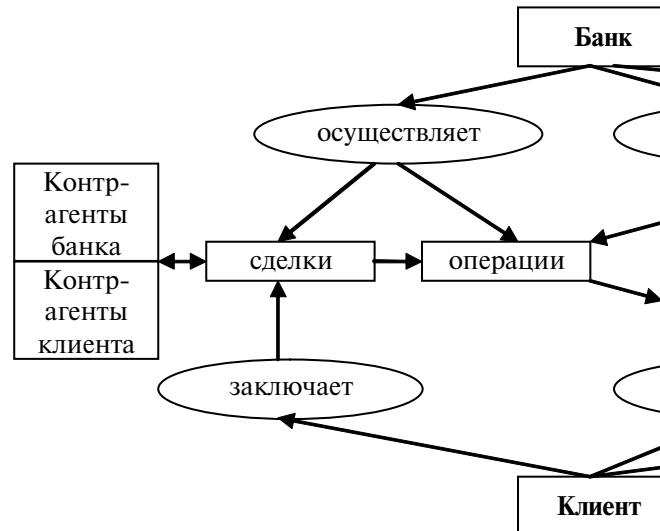 Банк
осуществляет
Контр-
агенты
банка
сделки
операции
Контр-
агенты
клиента
заключает
Клиент